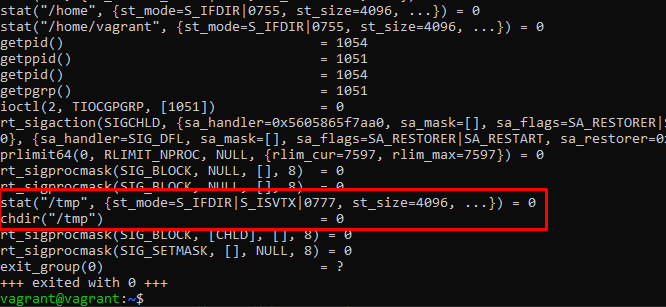 stat("/home", {st_mode=S_IFDIR|0755, st_size=4096, ...}) = 0
stat("/home/vagrant", {st_mode=S_IFDIR|0755, st_size=4096, ...}) = 0
getpid() = 1054
getppid() = 1051
getpid() = 1054
getpgrp() = 1051
ioctl(2, TIOCGPGRP, [1051]) = 0
rt_sigaction(SIGCHLD, {sa_handler=0x5605865f7aa0, sa_mask=[], sa_flags=SA_RESTORER|S
0}, {sa_handler=SIG_DFL, sa_mask=[], sa_flags=SA_RESTORER|SA_RESTART, sa_restorer=0
prlimit64(0, RLIMIT_NPROC, NULL, {rlim_cur=7597, rlim_max=7597}) = 0
rt_sigprocmask(SIG_BLOCK, NULL, [], 8) = 0
rt_sigprocmask(SIG_BLOCK, NULL, [], 8) = 0
stat("/tmp", {st_mode=S_IFDIR|S_ISVTX|0777, st_size=4096, ...}) = 0
chdir("/tmp") = 0
rt_sigprocmask(SIG_BLOCK, [CHLD], [], 8) = 0
rt_sigprocmask(SIG_SETMASK, [], NULL, 8) = 0
exit_group(0) = ?
+++ exited with 0 +++
vagrant@vagrant:~$